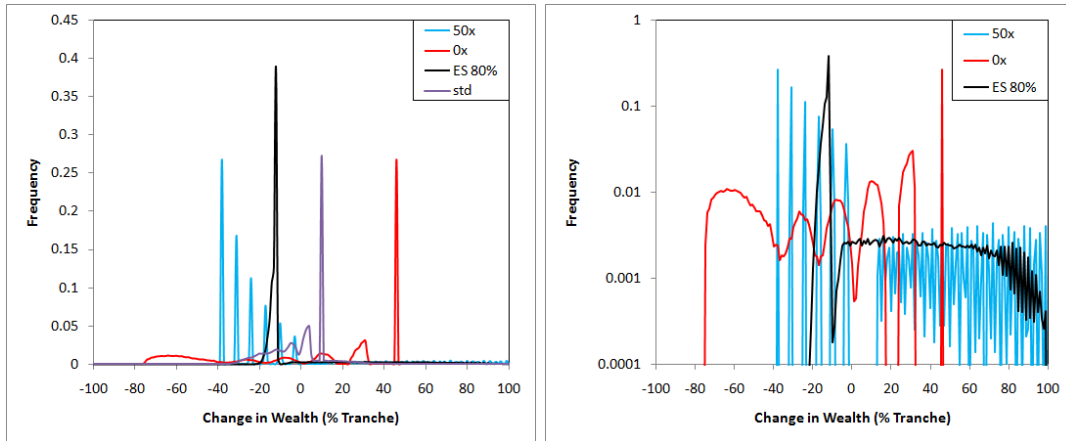 0.45
0.4
0.35
0.3
0.25
0.2
0.15
0.1
0.05
0
Frequency
-100 -80 -60 -40 -20 0 20 40 60 80 100
Change in Wealth (% Tranche)
50x
0x
ES 80%
std
1
0.1
0.01
0.001
0.0001
Frequency
-100 -80 -60 -40 -20 0 20 40 60 80 100
Change in Wealth (% Tranche)
50x
0x
ES 80%